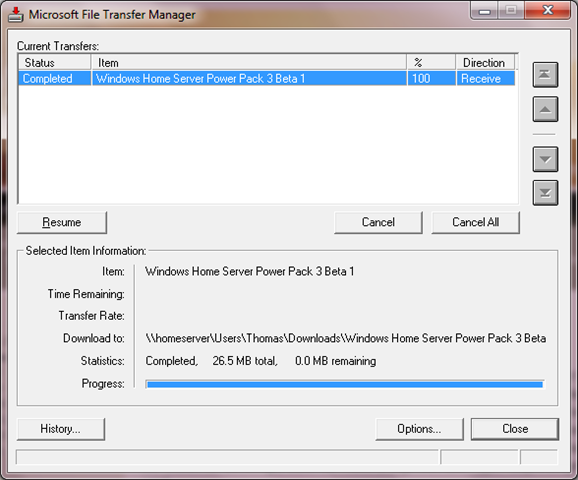 Microsoft File Transfer Manager
Current Transfers:
Status Item % Direction
Completed Windows Home Server Power Pack 3 Beta 1 100 Receive
Resume Cancel Cancel All
Selected Item Information:
Item: Windows Home Server Power Pack 3 Beta 1
Time Remaining:
Transfer Rate:
Download to: \\homeserver\Users\Thomas\Downloads\Windows Home Server Power Pack 3 Beta
Statistics: Completed, 26.5 MB total, 0.0 MB remaining
Progress:
History... Options... Close